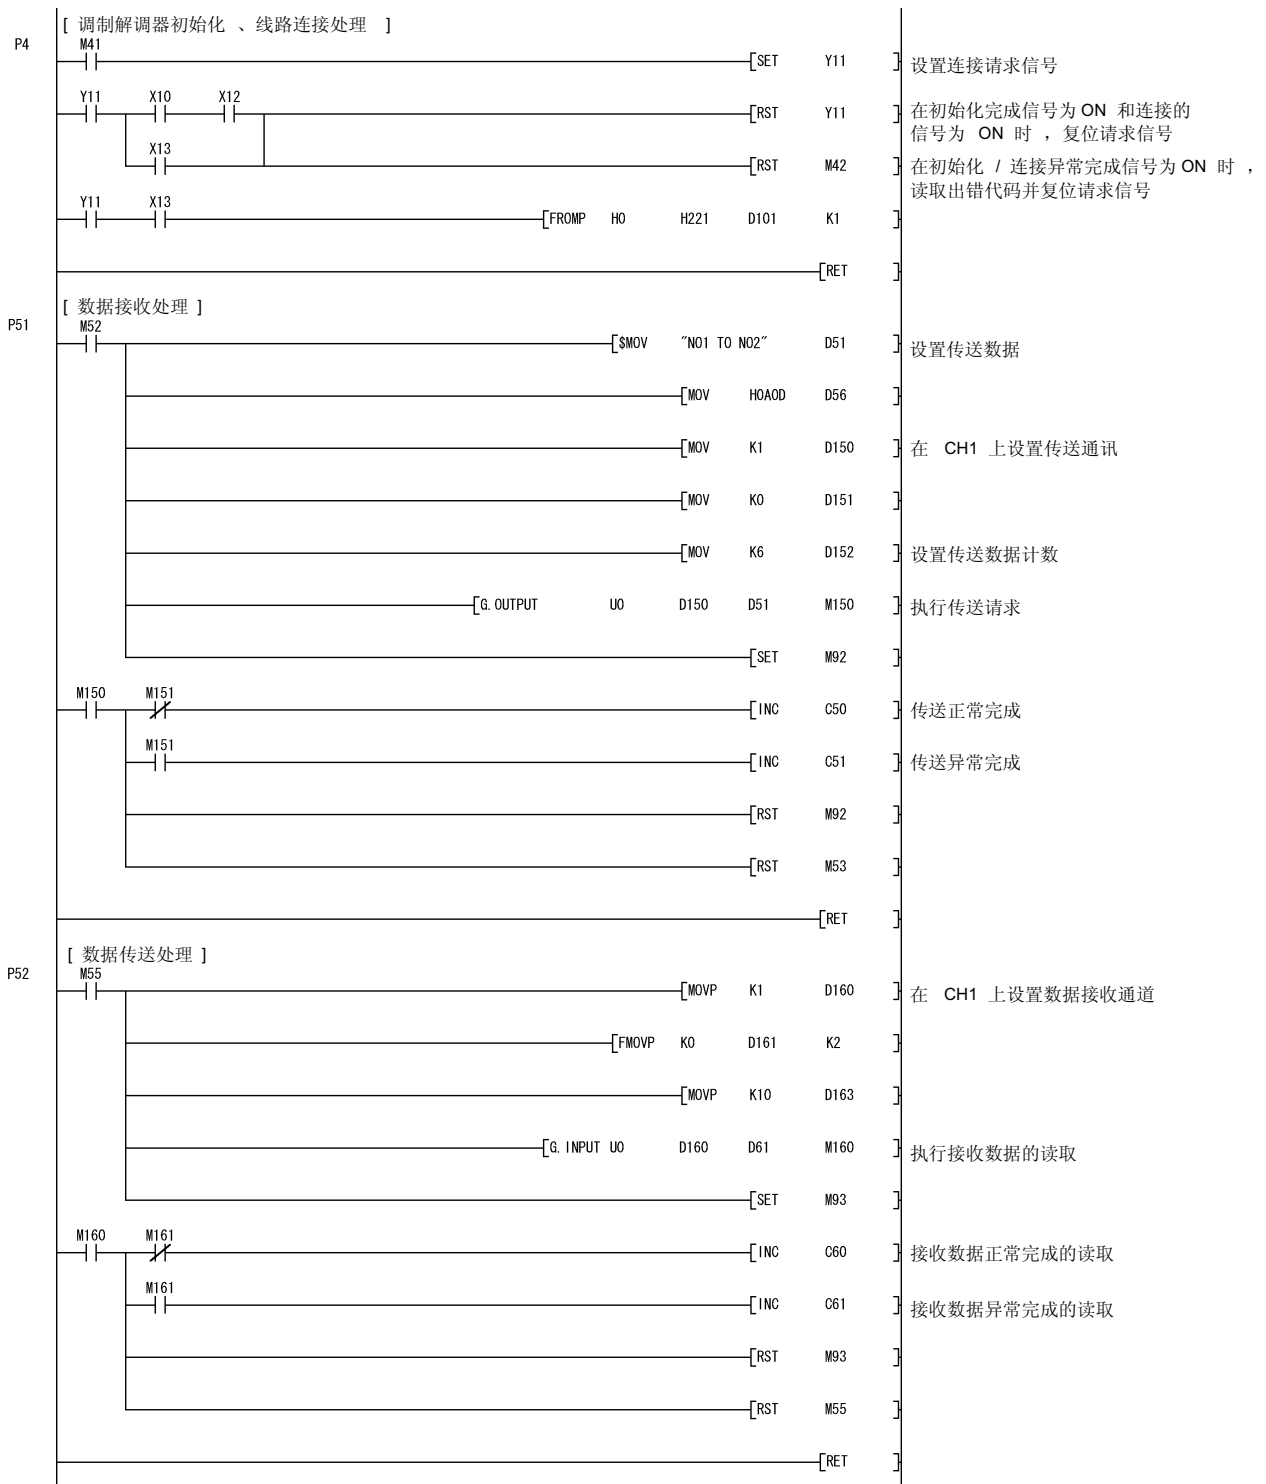 [ 调制解调器初始化 、线路连接处理 ]
P4
M41
[SET Y11 ] 设置连接请求信号
Y11 X10 X12
[RST Y11 ] 在初始化完成信号为 ON 和连接的
信号为 ON 时 ，复位请求信号
X13
[RST M42 ] 在初始化 / 连接异常完成信号为 ON 时 ，
读取出错代码并复位请求信号
Y11 X13
[FROMP H0 H221 D101 K1 ]
[RET ]
[ 数据接收处理 ]
P51
M52
[$MOV "NO1 TO NO2" D51 ] 设置传送数据
[MOV H0A0D D56 ]
[MOV K1 D150 ] 在 CH1 上设置传送通讯
[MOV K0 D151 ]
[MOV K6 D152 ] 设置传送数据计数
[G.OUTPUT U0 D150 D51 M150 ] 执行传送请求
[SET M92 ]
M150 M151
[INC C50 ] 传送正常完成
M151
[INC C51 ] 传送异常完成
[RST M92 ]
[RST M53 ]
[RET ]
[ 数据传送处理 ]
P52
M55
[MOVP K1 D160 ] 在 CH1 上设置数据接收通道
[FMOVP K0 D161 K2 ]
[MOVP K10 D163 ]
[G.INPUT U0 D160 D61 M160 ] 执行接收数据的读取
[SET M93 ]
M160 M161
[INC C60 ] 接收数据正常完成的读取
M161
[INC C61 ] 接收数据异常完成的读取
[RST M93 ]
[RST M55 ]
[RET ]